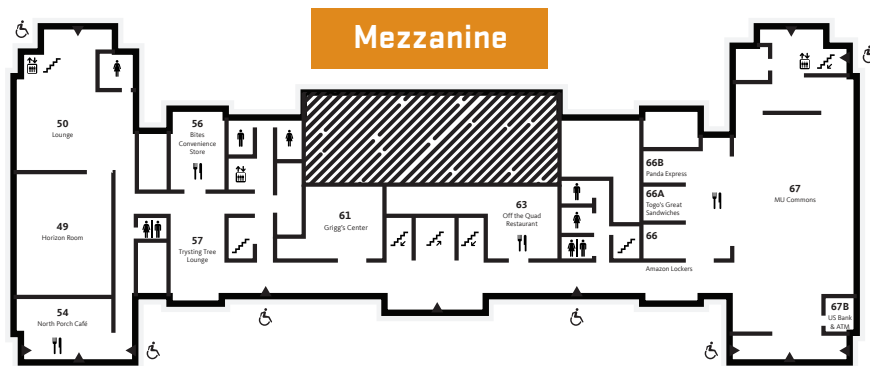 Mezzanine
50
Lounge
56
Bites
Convenience
Store
66B
Panda Express
66A
Togo's Great
Sandwiches
67
MU Commons
49
Horizon Room
57
Trysting Tree
Lounge
61
Grigg's Center
63
Off the Quad
Restaurant
66
Amazon Lockers
54
North Porch Café
67B
US Bank
& ATM